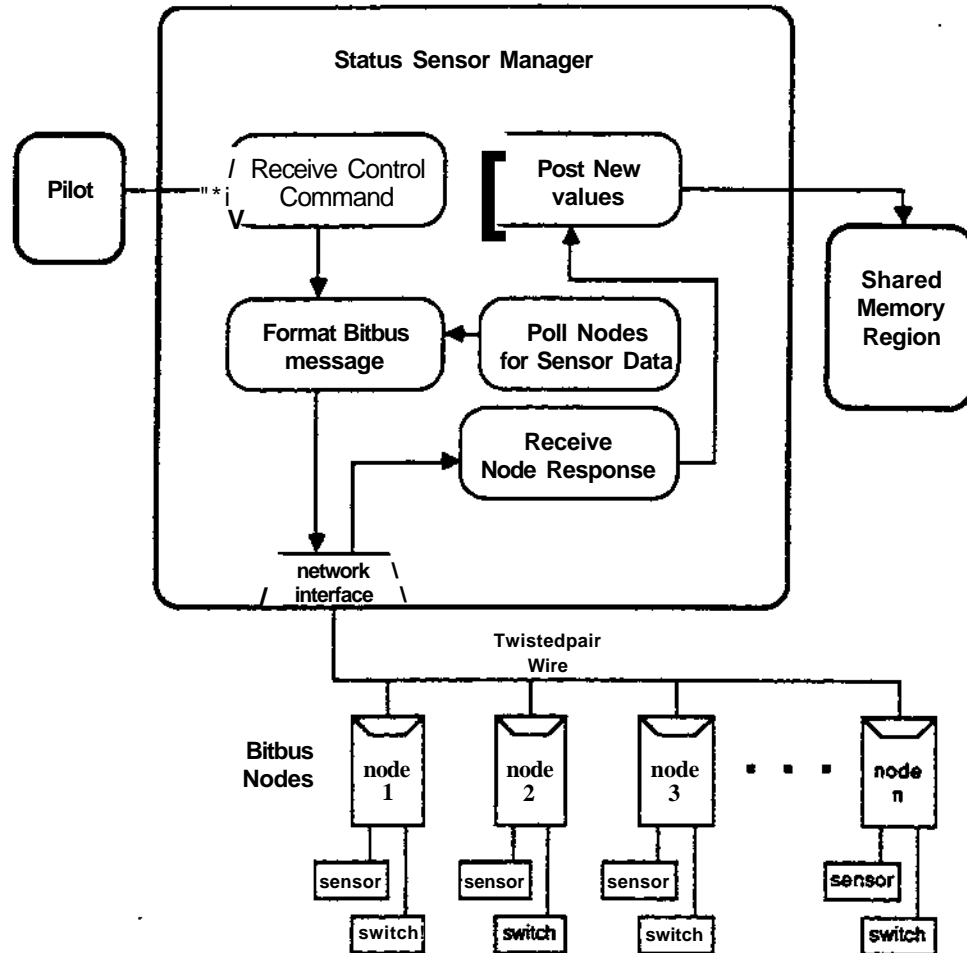 Status Sensor Manager
Pilot
Receive Control
Command
Post New
values
Shared
Memory
Region
Format Bitbus
message
Poll Nodes
for Sensor Data
Receive
Node Response
network
interface
Twistedpair
Wire
Bitbus
Nodes
node
1
node
2
node
3
node
n
sensor
sensor
sensor
sensor
switch
switch
switch
switch